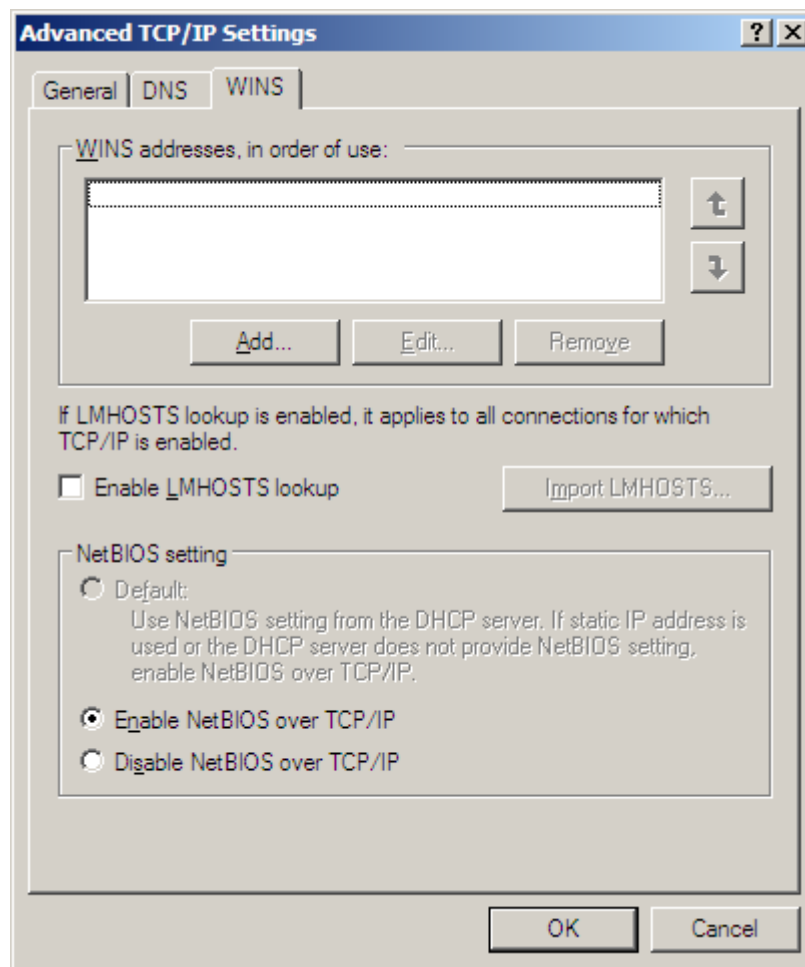 Advanced TCP/IP Settings
General DNS WINS
WINS addresses, in order of use:
Add... Edit... Remove
If LMHOSTS lookup is enabled, it applies to all connections for which
TCP/IP is enabled.
Enable LMHOSTS lookup Import LMHOSTS...
NetBIOS setting
Default:
Use NetBIOS setting from the DHCP server. If static IP address is
used or the DHCP server does not provide NetBIOS setting,
enable NetBIOS over TCP/IP.
Enable NetBIOS over TCP/IP
Disable NetBIOS over TCP/IP
OK Cancel